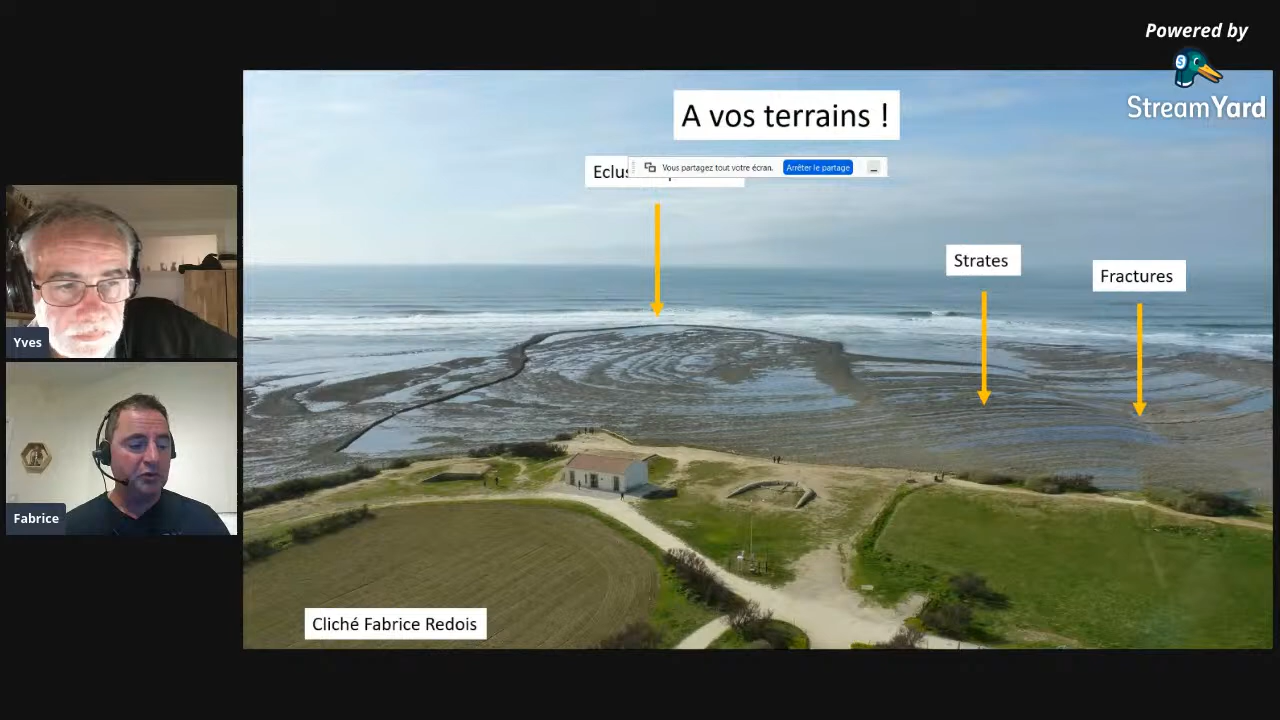 Powered by
StreamYard
A vos terrains !
Vous partagez tout votre écran.
Arrêter le partage
Strates
Fractures
Yves
Fabrice
Cliché Fabrice Redois